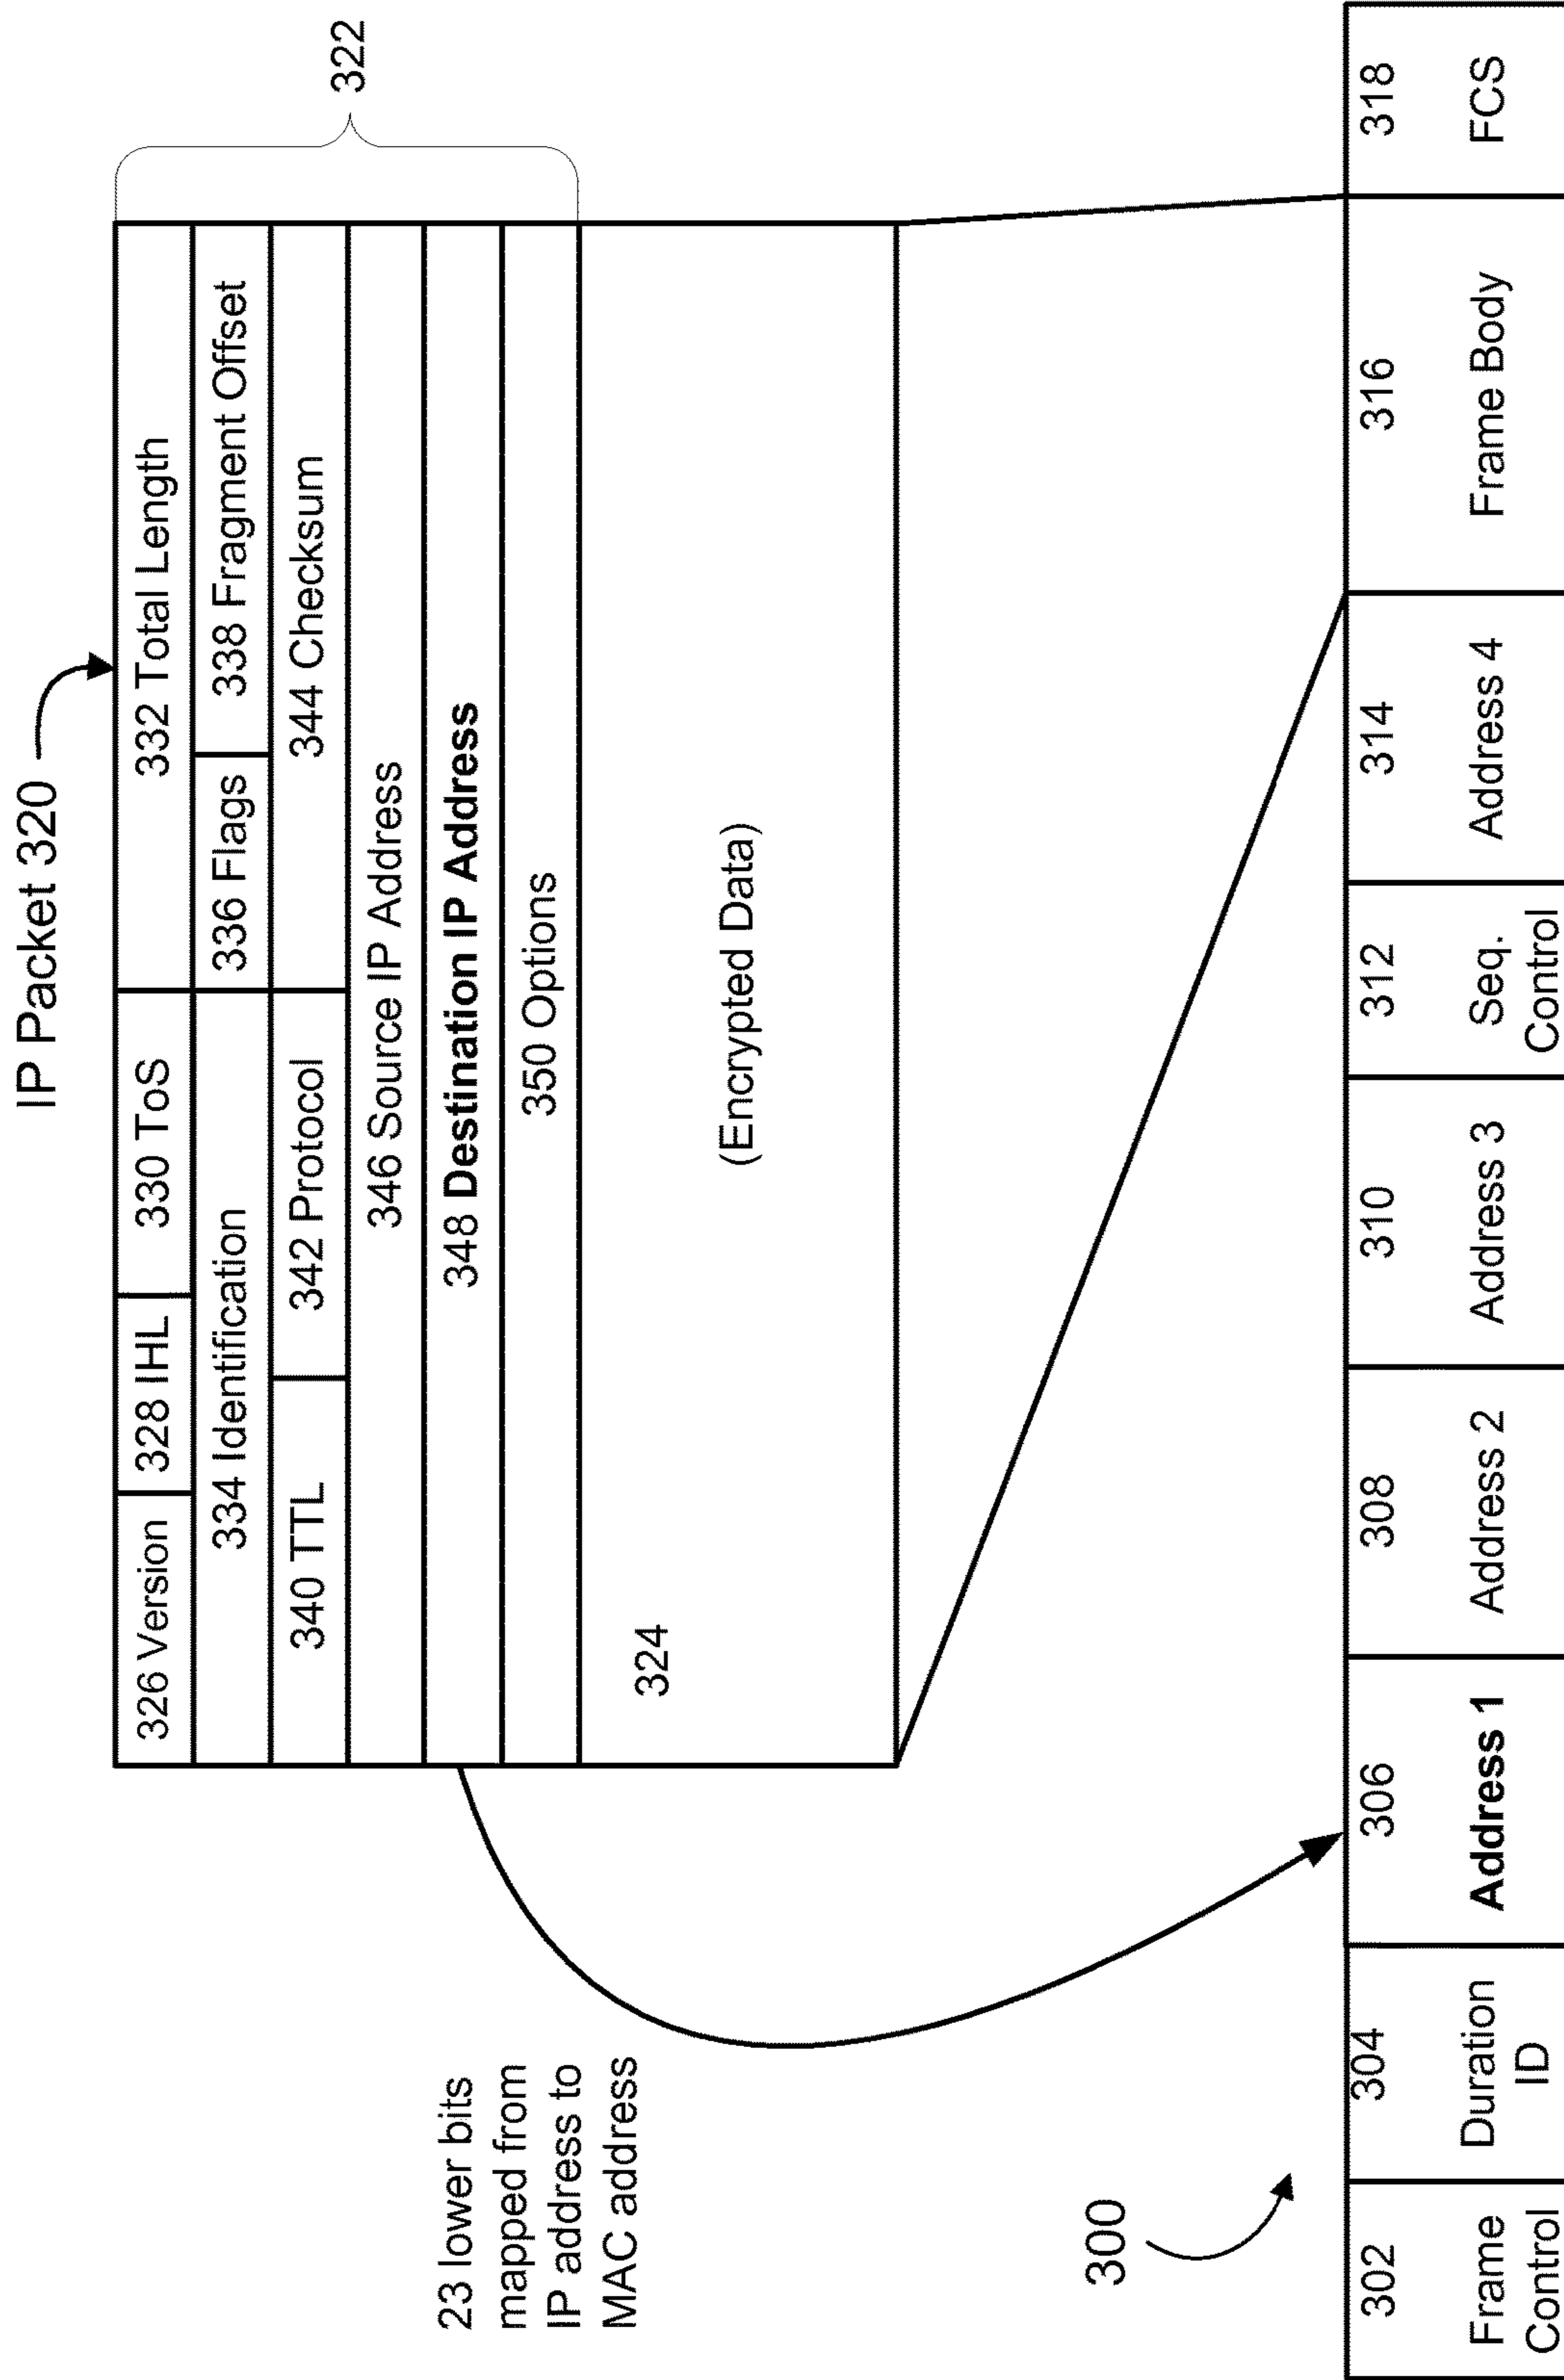 IP Packet 320
326 Version
328 IHL
330 ToS
332 Total Length
334 Identification
336 Flags
338 Fragment Offset
340 TTL
342 Protocol
344 Checksum
346 Source IP Address
348 Destination IP Address
350 Options
322
324
(Encrypted Data)
23 lower bits
mapped from
IP address to
MAC address
300
302
Frame
Control
304
Duration
ID
306
Address 1
308
Address 2
310
Address 3
312
Seq.
Control
314
Address 4
316
Frame Body
318
FCS